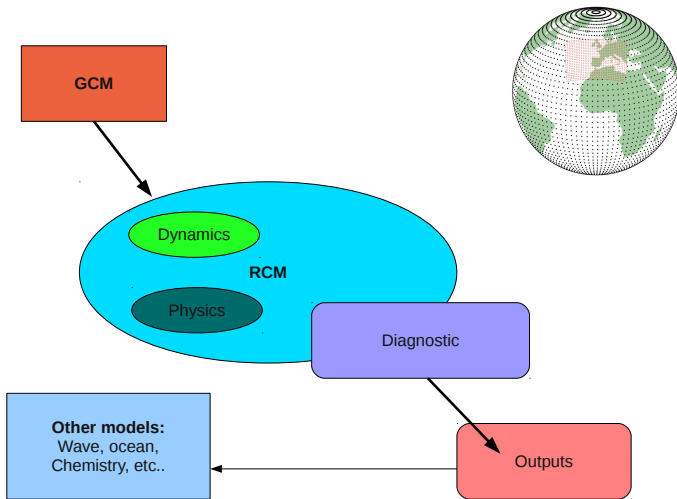 GCM
Dynamics
RCM
Physics
Diagnostic
Other models:
Wave, ocean,
Chemistry, etc..
Outputs